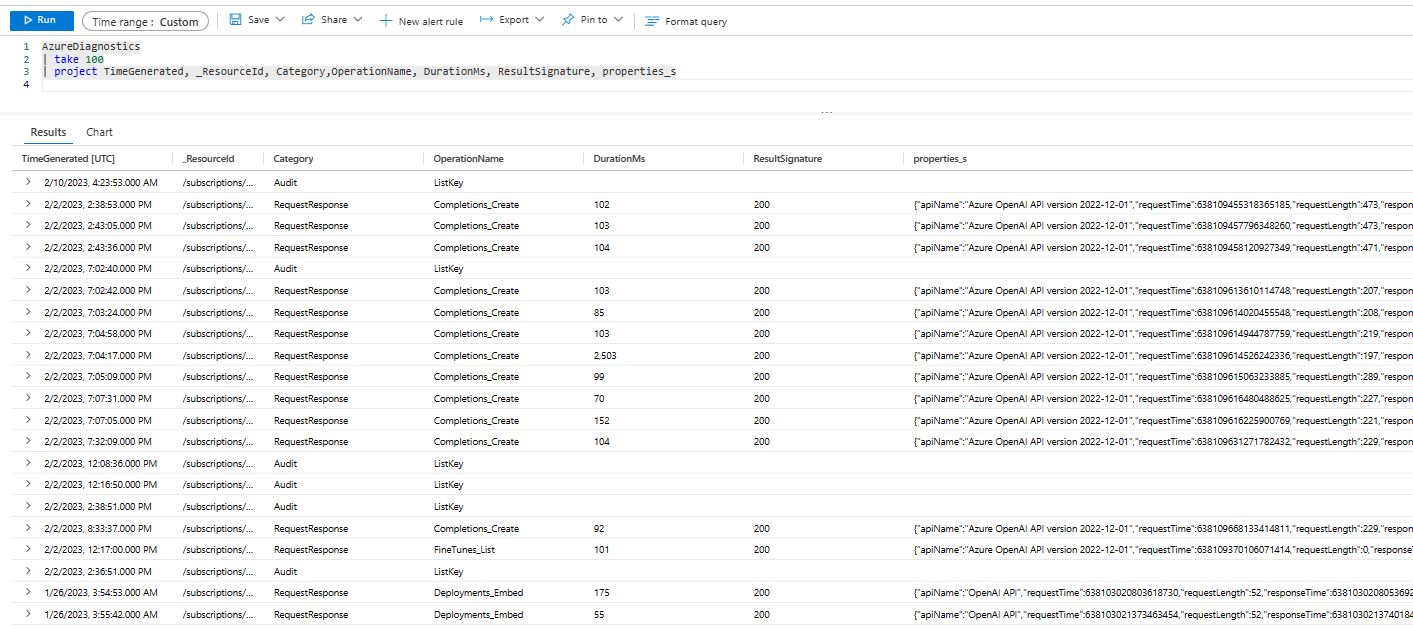 Run Time range : Custom Save Share New alert rule Export Pin to Format query
1 AzureDiagnostics
2 | take 100
3 | project TimeGenerated, _ResourceId, Category,OperationName, DurationMs, ResultSignature, properties_s
4
...
Results Chart
TimeGenerated [UTC] _ResourceId Category OperationName DurationMs ResultSignature properties_s
2/10/2023, 4:23:53.000 AM /subscriptions/... Audit ListKey
2/2/2023, 2:38:53.000 PM /subscriptions/... RequestResponse Completions_Create 102 200 {"apiName":"Azure OpenAI API version 2022-12-01","requestTime":638109455318365185,"requestLength":473,"respon
2/2/2023, 2:43:05.000 PM /subscriptions/... RequestResponse Completions_Create 103 200 {"apiName":"Azure OpenAI API version 2022-12-01","requestTime":638109457796348260,"requestLength":473,"respon
2/2/2023, 2:43:36.000 PM /subscriptions/... RequestResponse Completions_Create 104 200 {"apiName":"Azure OpenAI API version 2022-12-01","requestTime":638109458120927349,"requestLength":471,"respon
2/2/2023, 7:02:40.000 PM /subscriptions/... Audit ListKey
2/2/2023, 7:02:42.000 PM /subscriptions/... RequestResponse Completions_Create 103 200 {"apiName":"Azure OpenAI API version 2022-12-01","requestTime":638109613610114748,"requestLength":207,"respon
2/2/2023, 7:03:24.000 PM /subscriptions/... RequestResponse Completions_Create 85 200 {"apiName":"Azure OpenAI API version 2022-12-01","requestTime":638109614020455548,"requestLength":208,"respon
2/2/2023, 7:04:58.000 PM /subscriptions/... RequestResponse Completions_Create 103 200 {"apiName":"Azure OpenAI API version 2022-12-01","requestTime":638109614944787759,"requestLength":219,"respon
2/2/2023, 7:04:17.000 PM /subscriptions/... RequestResponse Completions_Create 2,503 200 {"apiName":"Azure OpenAI API version 2022-12-01","requestTime":638109614526242336,"requestLength":197,"respon
2/2/2023, 7:05:09.000 PM /subscriptions/... RequestResponse Completions_Create 99 200 {"apiName":"Azure OpenAI API version 2022-12-01","requestTime":638109615063233885,"requestLength":289,"respon
2/2/2023, 7:07:31.000 PM /subscriptions/... RequestResponse Completions_Create 70 200 {"apiName":"Azure OpenAI API version 2022-12-01","requestTime":638109616480488625,"requestLength":227,"respon
2/2/2023, 7:07:05.000 PM /subscriptions/... RequestResponse Completions_Create 152 200 {"apiName":"Azure OpenAI API version 2022-12-01","requestTime":638109616225900769,"requestLength":221,"respon
2/2/2023, 7:32:09.000 PM /subscriptions/... RequestResponse Completions_Create 104 200 {"apiName":"Azure OpenAI API version 2022-12-01","requestTime":638109631271782432,"requestLength":229,"respon
2/2/2023, 12:08:36.000 PM /subscriptions/... Audit ListKey
2/2/2023, 12:16:50.000 PM /subscriptions/... Audit ListKey
2/2/2023, 2:38:51.000 PM /subscriptions/... Audit ListKey
2/2/2023, 8:33:37.000 PM /subscriptions/... RequestResponse Completions_Create 92 200 {"apiName":"Azure OpenAI API version 2022-12-01","requestTime":638109668133414811,"requestLength":229,"respon
2/2/2023, 12:17:00.000 PM /subscriptions/... RequestResponse FineTunes_List 101 200 {"apiName":"Azure OpenAI API version 2022-12-01","requestTime":638109370106071414,"requestLength":0,"response
2/2/2023, 2:36:51.000 PM /subscriptions/... Audit ListKey
1/26/2023, 3:54:53.000 AM /subscriptions/... RequestResponse Deployments_Embed 175 200 {"apiName":"OpenAI API","requestTime":638103020803618730,"requestLength":52,"responseTime":6381030208053692
1/26/2023, 3:55:42.000 AM /subscriptions/... RequestResponse Deployments_Embed 55 200 {"apiName":"OpenAI API","requestTime":638103021373463454,"requestLength":52,"responseTime":6381030213740184